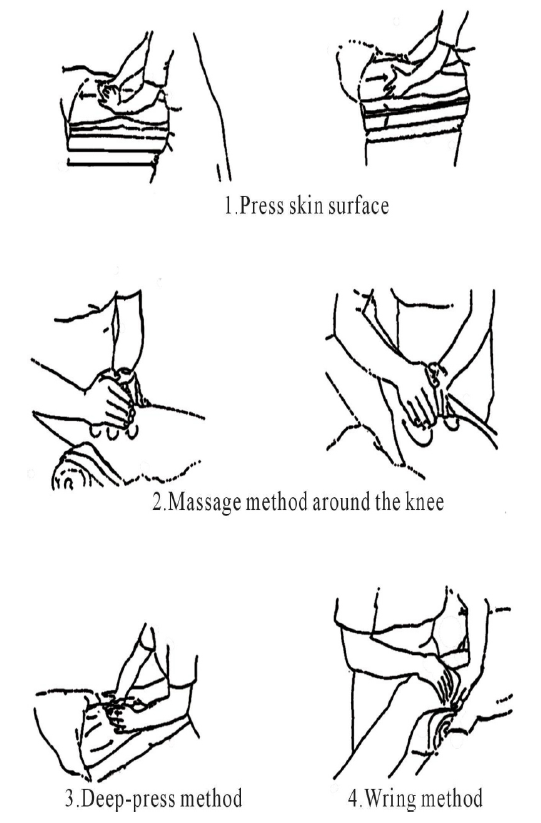 1.Press skin surface
2.Massage method around the knee
3.Deep-press method
4.Wring method